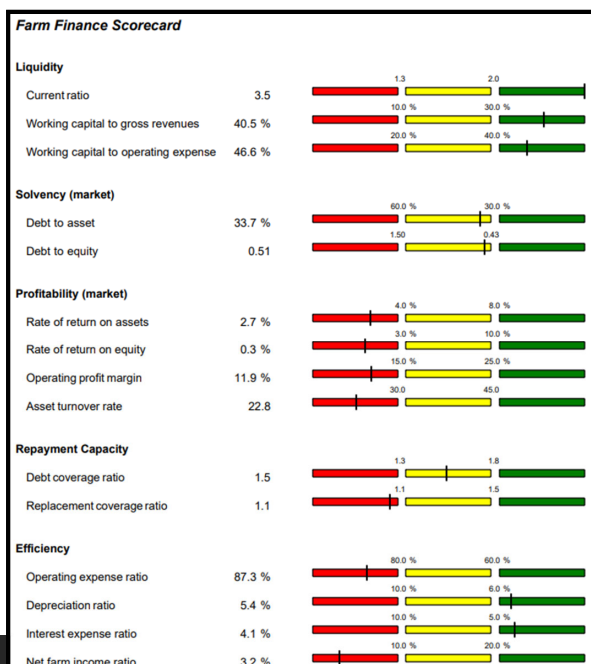 Farm Finance Scorecard
Liquidity
1.3 2.0
Current ratio 3.5
10.0 % 30.0 %
Working capital to gross revenues 40.5 %
20.0 % 40.0 %
Working capital to operating expense 46.6 %
Solvency (market)
60.0 % 30.0 %
Debt to asset 33.7 %
1.50 0.43
Debt to equity 0.51
Profitability (market)
4.0 % 8.0 %
Rate of return on assets 2.7 %
3.0 % 10.0 %
Rate of return on equity 0.3 %
15.0 % 25.0 %
Operating profit margin 11.9 %
30.0 45.0
Asset turnover rate 22.8
Repayment Capacity
1.3 1.8
Debt coverage ratio 1.5
1.1 1.5
Replacement coverage ratio 1.1
Efficiency
80.0 % 60.0 %
Operating expense ratio 87.3 %
10.0 % 6.0 %
Depreciation ratio 5.4 %
10.0 % 5.0 %
Interest expense ratio 4.1 %
10.0 % 20.0 %
Net farm income ratio 3.2 %